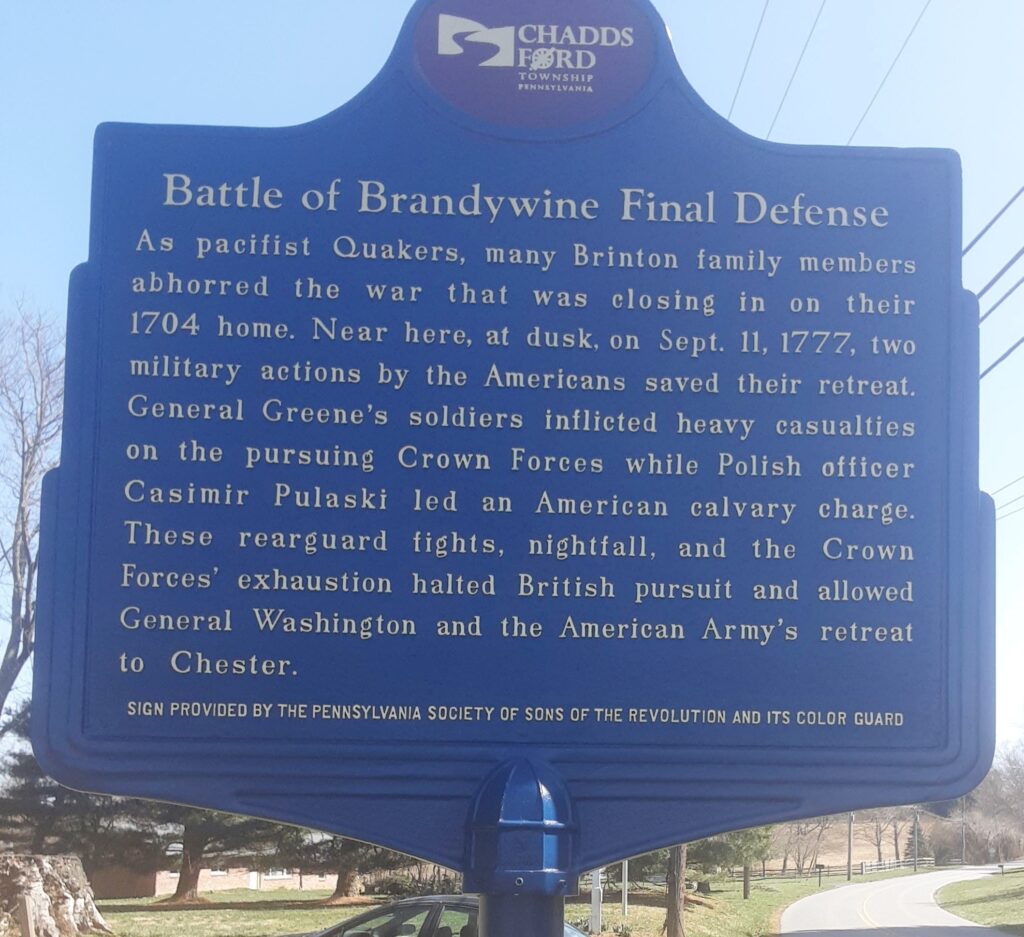 CHADDS
FORD
TOWNSHIP
PENNSYLVANIA
Battle of Brandywine Final Defense
As pacifist Quakers, many Brinton family members
abhorred the war that was closing in on their
1704 home. Near here, at dusk, on Sept. 11, 1777, two
military actions by the Americans saved their retreat.
General Greene's soldiers inflicted heavy casualties
on the pursuing Crown Forces while Polish officer
Casimir Pulaski led an American calvary charge.
These rearguard fights, nightfall, and the Crown
Forces' exhaustion halted British pursuit and allowed
General Washington and the American Army's retreat
to Chester.
SIGN PROVIDED BY THE PENNSYLVANIA SOCIETY OF SONS OF THE REVOLUTION AND ITS COLOR GUARD